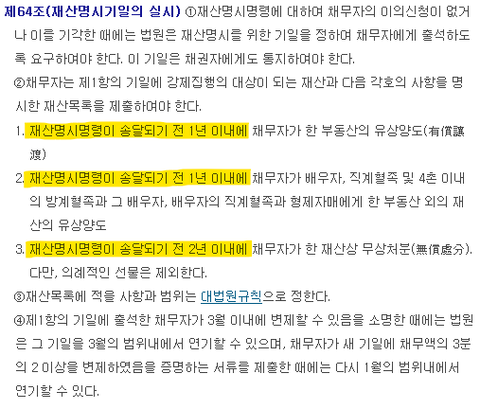 제64조(재산명시기일의 실시) ①재산명시명령에 대하여 채무자의 이의신청이 없거
나 이를 기각한 때에는 법원은 재산명시를 위한 기일을 정하여 채무자에게 출석하도
록 요구하여야 한다. 이 기일은 채권자에게도 통지하여야 한다.
②채무자는 제1항의 기일에 강제집행의 대상이 되는 재산과 다음 각호의 사항을 명
시한 재산목록을 제출하여야 한다.
1. 재산명시명령이 송달되기 전 1년 이내에 채무자가 한 부동산의 유상양도(有償讓
渡)
2. 재산명시명령이 송달되기 전 1년 이내에 채무자가 배우자, 직계혈족 및 4촌 이내
의 방계혈족과 그 배우자, 배우자의 직계혈족과 형제자매에게 한 부동산 외의 재
산의 유상양도
3. 재산명시명령이 송달되기 전 2년 이내에 채무자가 한 재산상 무상처분(無償處分).
다만, 의례적인 선물은 제외한다.
③재산목록에 적을 사항과 범위는 대법원규칙으로 정한다.
④제1항의 기일에 출석한 채무자가 3월 이내에 변제할 수 있음을 소명한 때에는 법원
은 그 기일을 3월의 범위내에서 연기할 수 있으며, 채무자가 새 기일에 채무액의 3분
의 2 이상을 변제하였음을 증명하는 서류를 제출한 때에는 다시 1월의 범위내에서
연기할 수 있다.